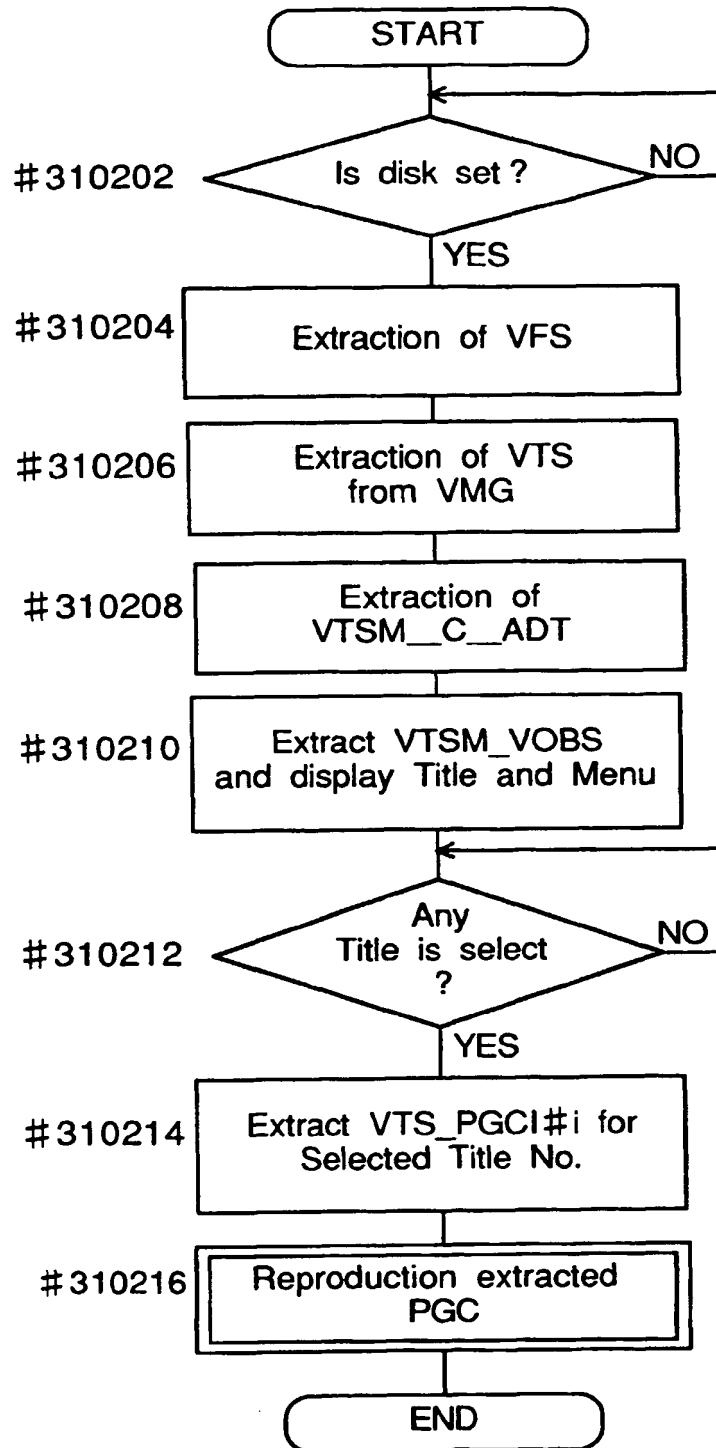 START
#310202
Is disk set ?
NO
YES
#310204
Extraction of VFS
#310206
Extraction of VTS
from VMG
#310208
Extraction of
VTSM__C__ADT
#310210
Extract VTSM_VOBS
and display Title and Menu
Any
#310212
Title is select
NO
?
YES
#310214
Extract VTS_PGCI#i for
Selected Title No.
#310216
Reproduction extracted
PGC
END